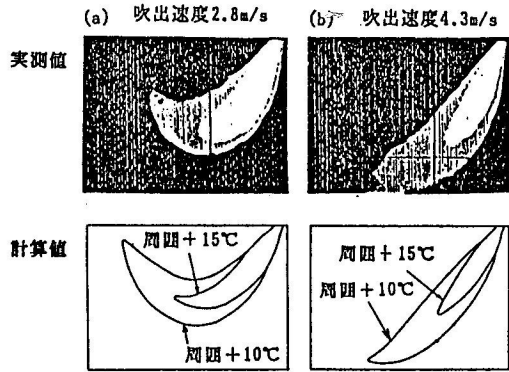 (a) 吹出速度2.8m/s
(b) 吹出速度4.3m/s
実測値
計算値
周囲+15℃
周囲+10℃
周囲+15℃
周囲+10℃